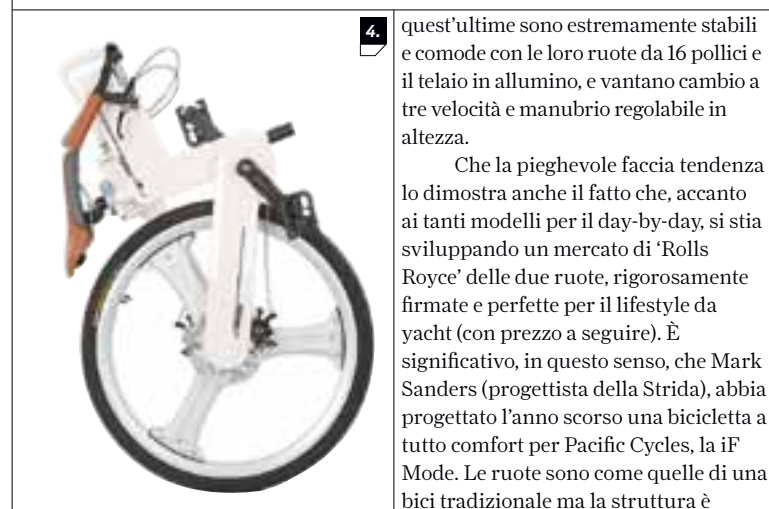 4.
quest’ultime sono estremamente stabili
e comode con le loro ruote da 16 pollici e
il telaio in allumino, e vantano cambio a
tre velocità e manubrio regolabile in
altezza.
Che la pieghevole faccia tendenza
lo dimostra anche il fatto che, accanto
ai tanti modelli per il day-by-day, si stia
sviluppando un mercato di ‘Rolls
Royce’ delle due ruote, rigorosamente
firmate e perfette per il lifestyle da
yacht (con prezzo a seguire). È
significativo, in questo senso, che Mark
Sanders (progettista della Strida), abbia
progettato l’anno scorso una bicicletta a
tutto comfort per Pacific Cycles, la iF
Mode. Le ruote sono come quelle di una
bici tradizionale ma la struttura è